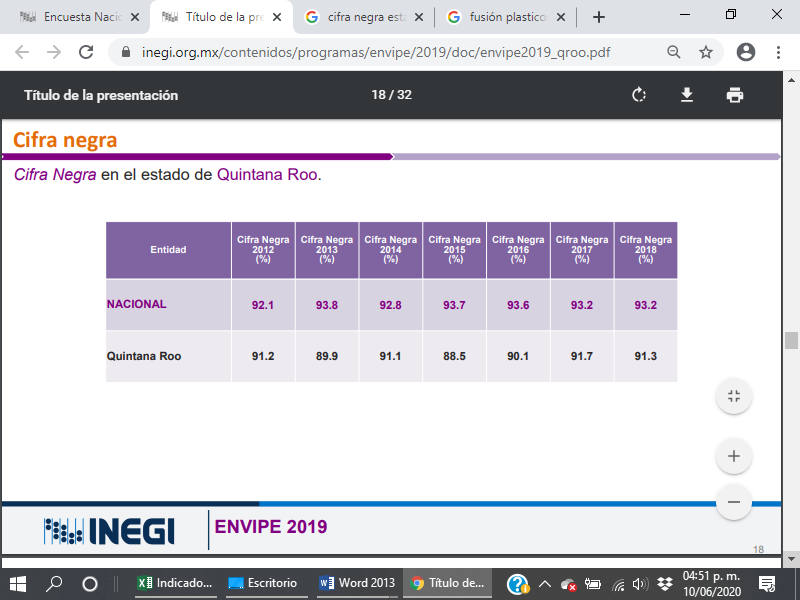 Encuesta Nacio
Título de la pre
cifra negra esta
fusión plastico
inegi.org.mx/contenidos/programas/envipe/2019/doc/envipe2019_qroo.pdf
Título de la presentación
18 / 32
Cifra negra
Cifra Negra en el estado de Quintana Roo.
Entidad Cifra Negra 2012 (%) Cifra Negra 2013 (%) Cifra Negra 2014 (%) Cifra Negra 2015 (%) Cifra Negra 2016 (%) Cifra Negra 2017 (%) Cifra Negra 2018 (%)
NACIONAL 92.1 93.8 92.8 93.7 93.6 93.2 93.2
Quintana Roo 91.2 89.9 91.1 88.5 90.1 91.7 91.3
INEGI
ENVIPE 2019
18
Indicado...
Escritorio
Word 2013
Título de...
04:51 p. m.
10/06/2020